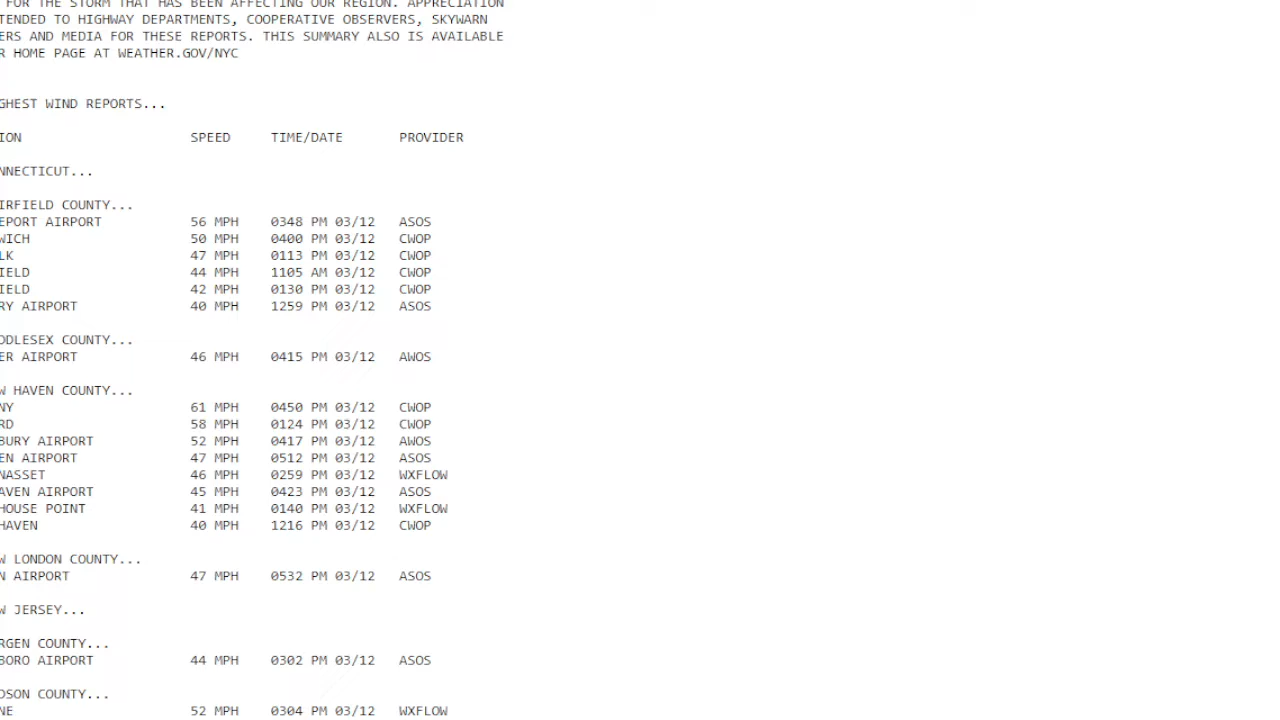 FOR THE STORM THAT HAS BEEN AFFECTING OUR REGION. APPRECIATION
TENDED TO HIGHWAY DEPARTMENTS, COOPERATIVE OBSERVERS, SKYWARN
ERS AND MEDIA FOR THESE REPORTS. THIS SUMMARY ALSO IS AVAILABLE
R HOME PAGE AT WEATHER.GOV/NYC
GHEST WIND REPORTS...
ION SPEED TIME/DATE PROVIDER
NNECTICUT...
IRFIELD COUNTY...
EPORT AIRPORT 56 MPH 0348 PM 03/12 ASOS
WICH 50 MPH 0400 PM 03/12 CWOP
LK 47 MPH 0113 PM 03/12 CWOP
IELD 44 MPH 1105 AM 03/12 CWOP
IELD 42 MPH 0130 PM 03/12 CWOP
RY AIRPORT 40 MPH 1259 PM 03/12 ASOS
DDLESEX COUNTY...
ER AIRPORT 46 MPH 0415 PM 03/12 AWOS
W HAVEN COUNTY...
NY 61 MPH 0450 PM 03/12 CWOP
RD 58 MPH 0124 PM 03/12 CWOP
BURY AIRPORT 52 MPH 0417 PM 03/12 AWOS
EN AIRPORT 47 MPH 0512 PM 03/12 ASOS
NASSET 46 MPH 0259 PM 03/12 WXFLOW
AVEN AIRPORT 45 MPH 0423 PM 03/12 ASOS
HOUSE POINT 41 MPH 0140 PM 03/12 WXFLOW
HAVEN 40 MPH 1216 PM 03/12 CWOP
W LONDON COUNTY...
N AIRPORT 47 MPH 0532 PM 03/12 ASOS
W JERSEY...
RGEN COUNTY...
BORO AIRPORT 44 MPH 0302 PM 03/12 ASOS
DSON COUNTY...
NE 52 MPH 0304 PM 03/12 WXFLOW